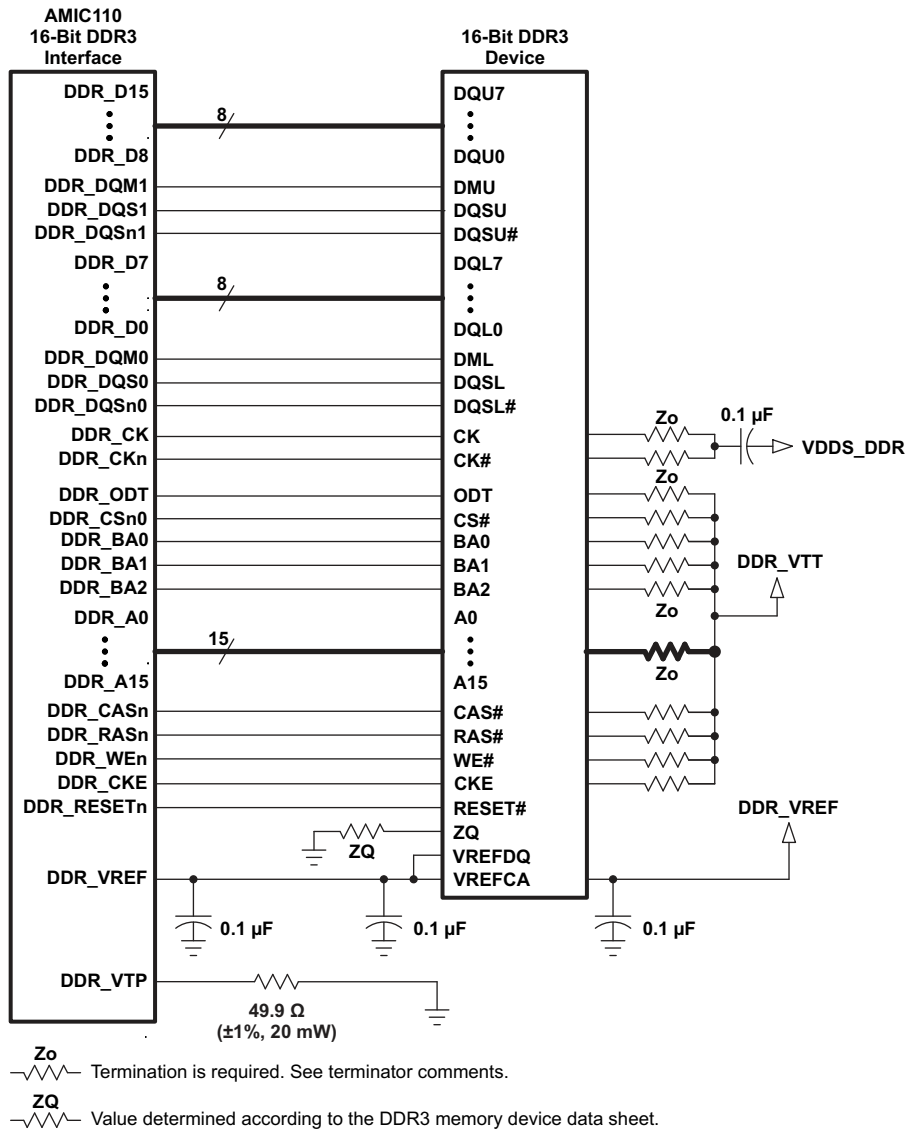 AMIC110
16-Bit DDR3
Interface
16-Bit DDR3
Device
DDR_D15
8
DQU7
DDR_D8
DQU0
DDR_DQM1
DMU
DDR_DQS1
DQSU
DDR_DQSn1
DQSU#
DDR_D7
8
DQL7
DDR_D0
DQL0
DDR_DQM0
DML
DDR_DQS0
DQSL
DDR_DQSn0
DQSL#
Zo
0.1 µF
DDR_CK
CK
VDDS_DDR
DDR_CKn
CK#
Zo
DDR_ODT
ODT
DDR_CSn0
CS#
DDR_BA0
BA0
DDR_BA1
BA1
DDR_VTT
DDR_BA2
BA2
Zo
DDR_A0
A0
15
Zo
DDR_A15
A15
DDR_CASn
CAS#
DDR_RASn
RAS#
DDR_WEn
WE#
DDR_CKE
CKE
DDR_RESETn
RESET#
DDR_VREF
ZQ
ZQ
VREFDQ
DDR_VREF
VREFCA
0.1 µF
0.1 µF
0.1 µF
DDR_VTP
49.9 Ω
(±1%, 20 mW)
Zo
Termination is required. See terminator comments.
ZQ
Value determined according to the DDR3 memory device data sheet.